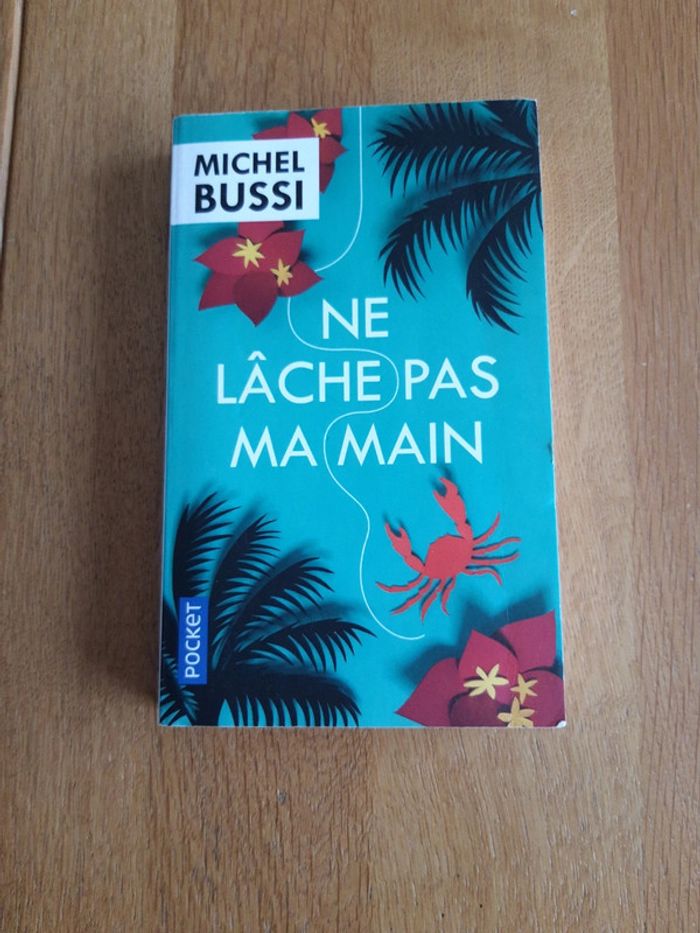 MICHEL
BUSSI
NE
LÂCHE PAS
MA MAIN
POCKET